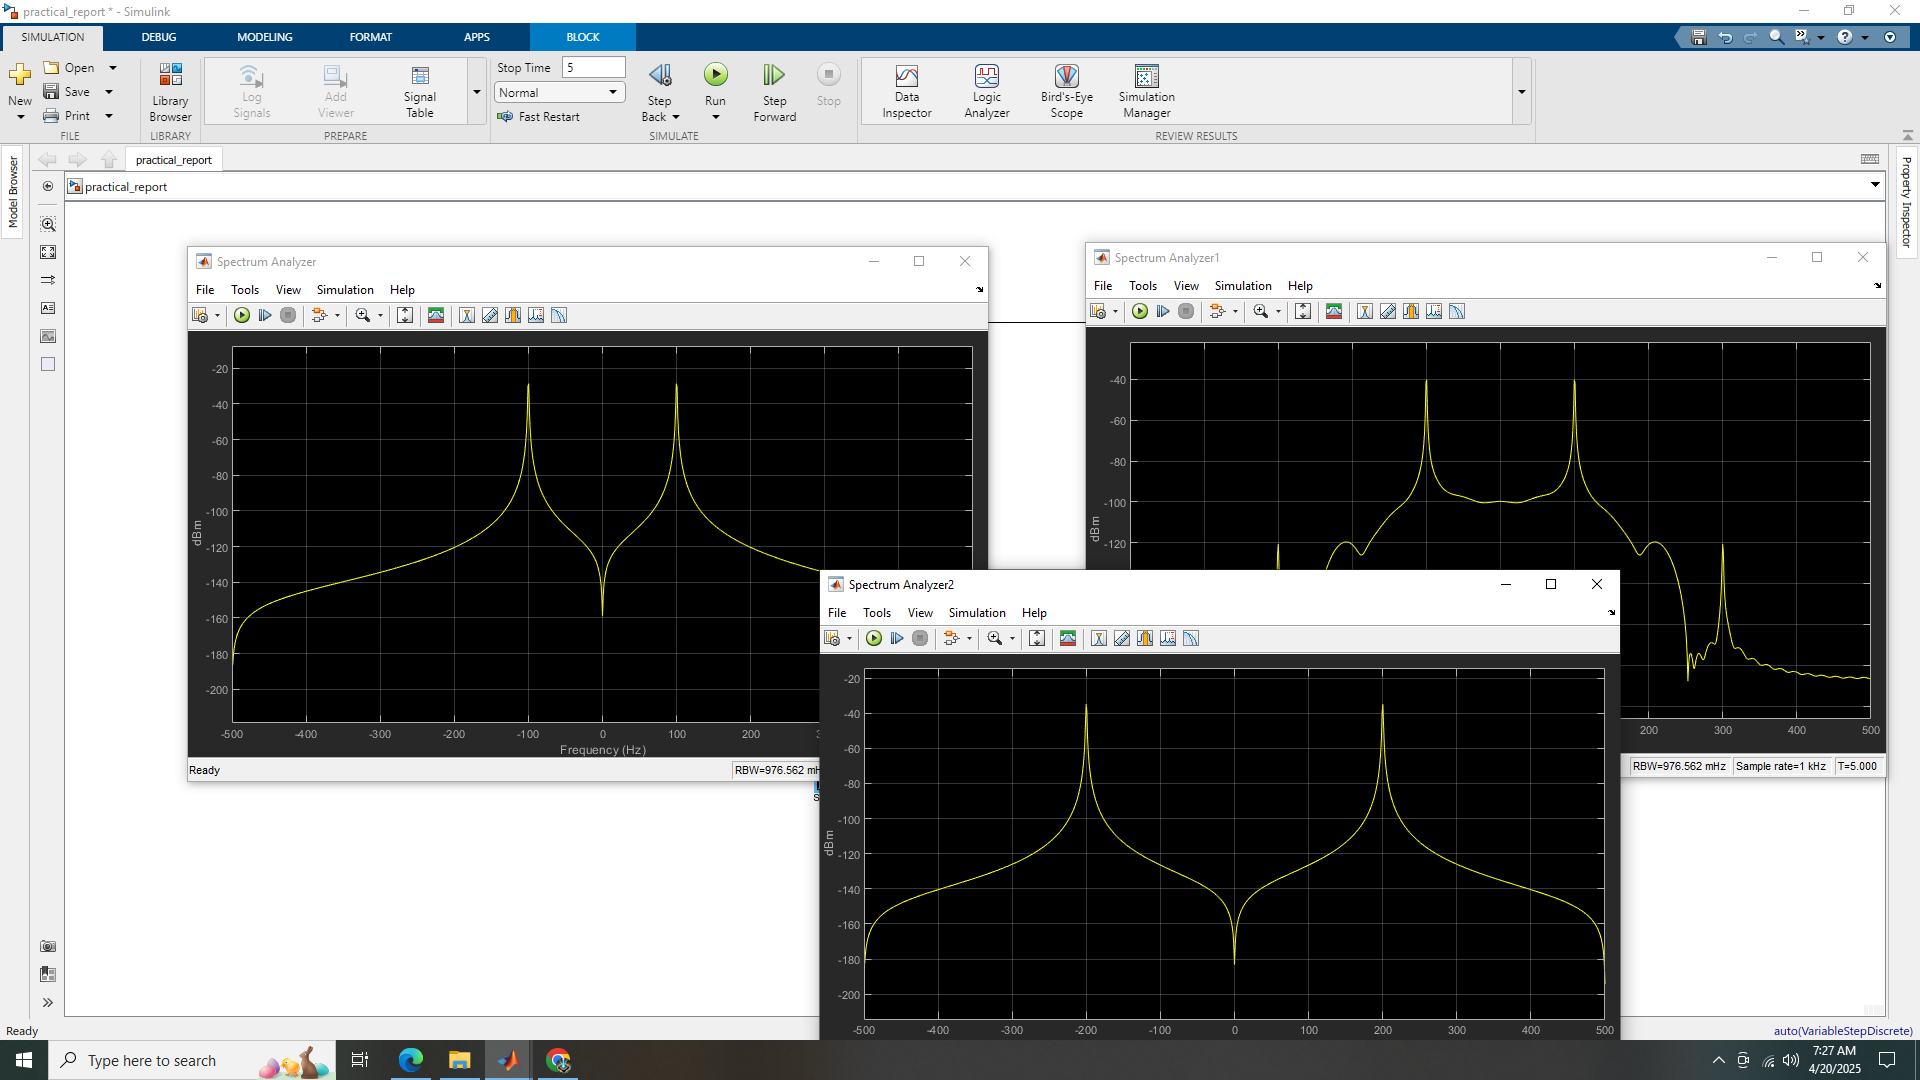 practical_report * - Simulink
SIMULATION DEBUG MODELING FORMAT APPS BLOCK
New
Open
Save
Print
FILE
Library Browser
LIBRARY
Log Signals
Add Viewer
Signal Table
PREPARE
Stop Time 5
Normal
Fast Restart
Step Back
Run
Step Forward
Stop
SIMULATE
Data Inspector
Logic Analyzer
Bird's-Eye Scope
Simulation Manager
REVIEW RESULTS
Model Browser
practical_report
practical_report
Property Inspector
Spectrum Analyzer
File Tools View Simulation Help
-20
-40
-60
-80
-100
-120
-140
-160
-180
-200
dBm
-500 -400 -300 -200 -100 0 100 200
Frequency (Hz)
Ready
RBW=976.562 mH
Spectrum Analyzer1
File Tools View Simulation Help
-40
-60
-80
-100
-120
dBm
200 300 400 500
RBW=976.562 mHz Sample rate=1 kHz T=5.000
Spectrum Analyzer2
File Tools View Simulation Help
-20
-40
-60
-80
-100
-120
-140
-160
-180
-200
dBm
-500 -400 -300 -200 -100 0 100 200 300 400 500
Ready
auto(VariableStepDiscrete)
Type here to search
7:27 AM
4/20/2025